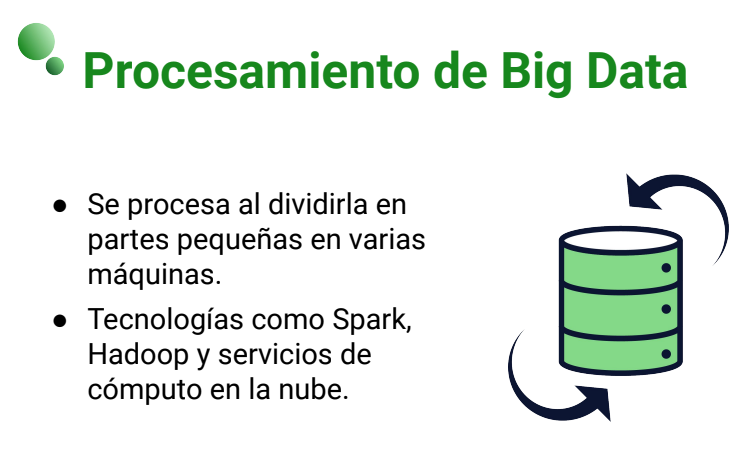 Procesamiento de Big Data
● Se procesa al dividirla en
partes pequeñas en varias
máquinas.
● Tecnologías como Spark,
Hadoop y servicios de
cómputo en la nube.